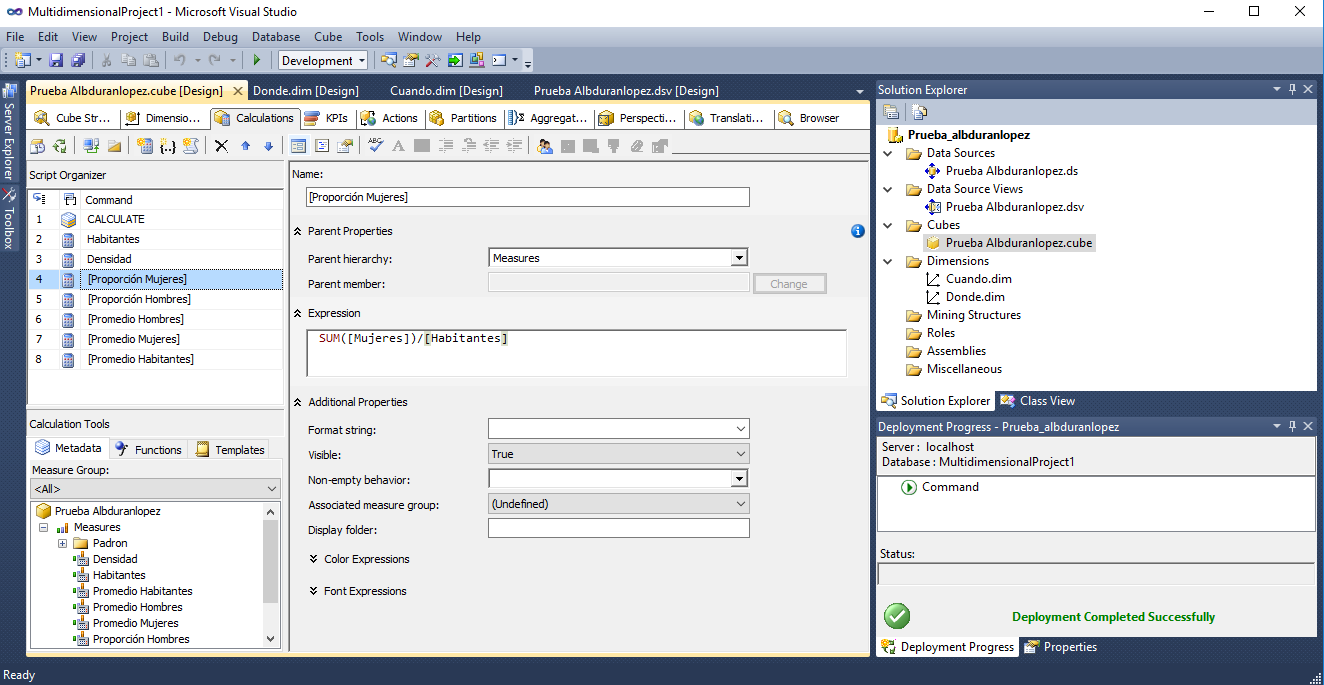 MultidimensionalProject1 - Microsoft Visual Studio
File Edit View Project Build Debug Database Cube Tools Window Help
Development
Server Explorer
Toolbox
Prueba Albduranlopez.cube [Design] Donde.dim [Design] Cuando.dim [Design] Prueba Albduranlopez.dsv [Design]
Cube Str... Dimensio... Calculations KPIs Actions Partitions Aggregat... Perspecti... Translati... Browser
Script Organizer
Command
1 CALCULATE
2 Habitantes
3 Densidad
4 [Proporción Mujeres]
5 [Proporción Hombres]
6 [Promedio Hombres]
7 [Promedio Mujeres]
8 [Promedio Habitantes]
Calculation Tools
Metadata Functions Templates
Measure Group:
<All>
Prueba Albduranlopez
Measures
Padron
Densidad
Habitantes
Promedio Habitantes
Promedio Hombres
Promedio Mujeres
Proporción Hombres
Name:
[Proporción Mujeres]
Parent Properties
Parent hierarchy: Measures
Parent member: Change
Expression
SUM([Mujeres])/[Habitantes]
Additional Properties
Format string:
Visible: True
Non-empty behavior:
Associated measure group: (Undefined)
Display folder:
Color Expressions
Font Expressions
Solution Explorer
Prueba_albduranlopez
Data Sources
Prueba Albduranlopez.ds
Data Source Views
Prueba Albduranlopez.dsv
Cubes
Prueba Albduranlopez.cube
Dimensions
Cuando.dim
Donde.dim
Mining Structures
Roles
Assemblies
Miscellaneous
Solution Explorer Class View
Deployment Progress - Prueba_albduranlopez
Server : localhost
Database : MultidimensionalProject1
Command
Status:
Deployment Completed Successfully
Deployment Progress Properties
Ready